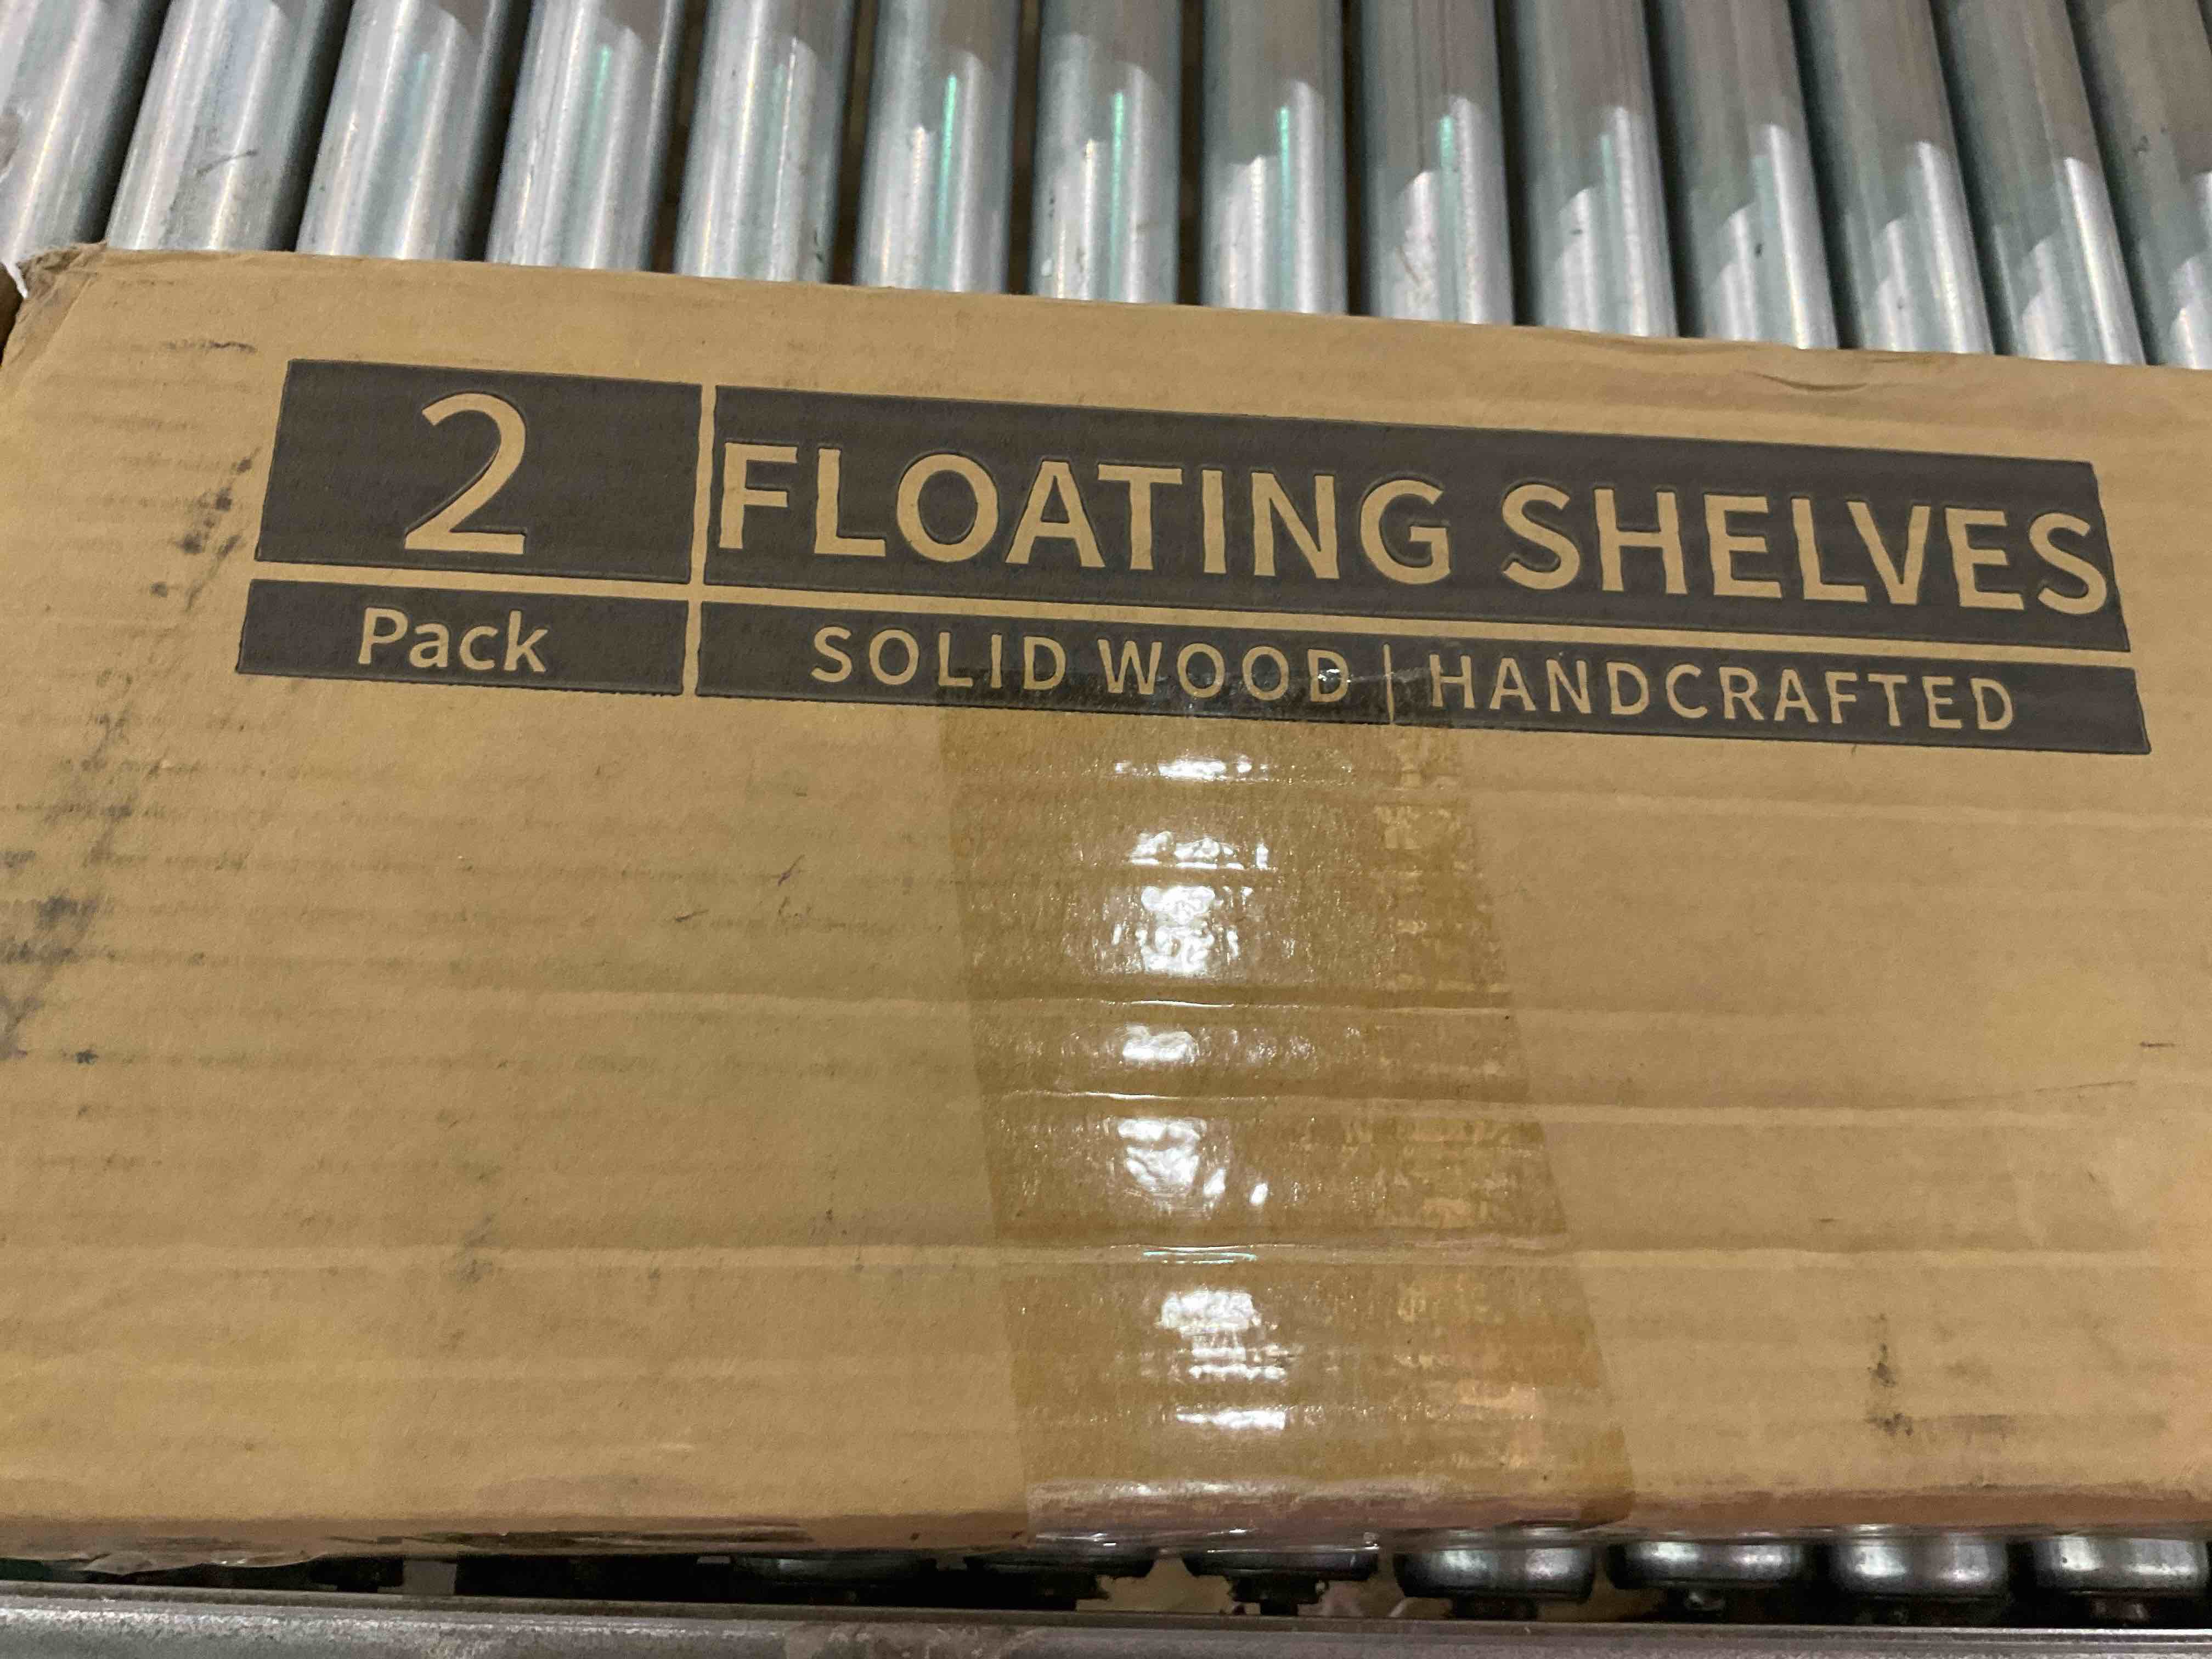 2 FLOATING SHELVES
Pack SOLID WOOD | HANDCRAFTED